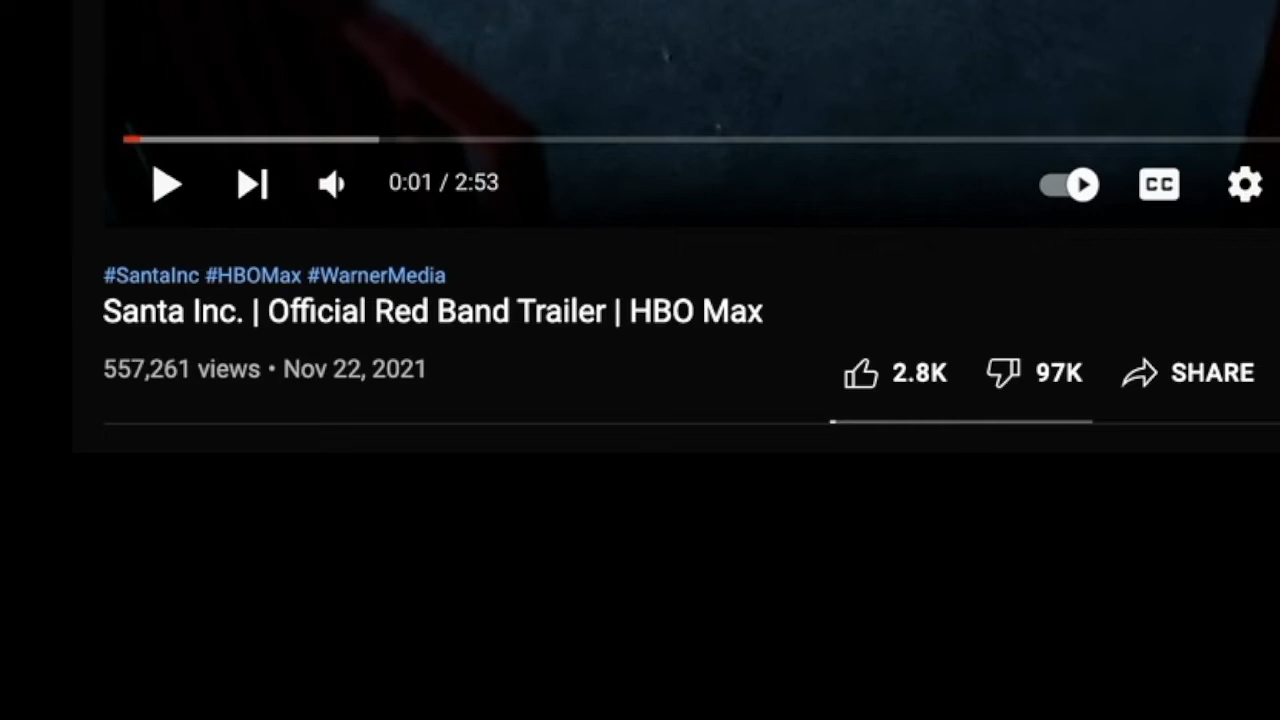 0:01 / 2:53
CC
#SantaInc #HBOMax #WarnerMedia
Santa Inc. | Official Red Band Trailer | HBO Max
557,261 views • Nov 22, 2021
2.8K 97K SHARE